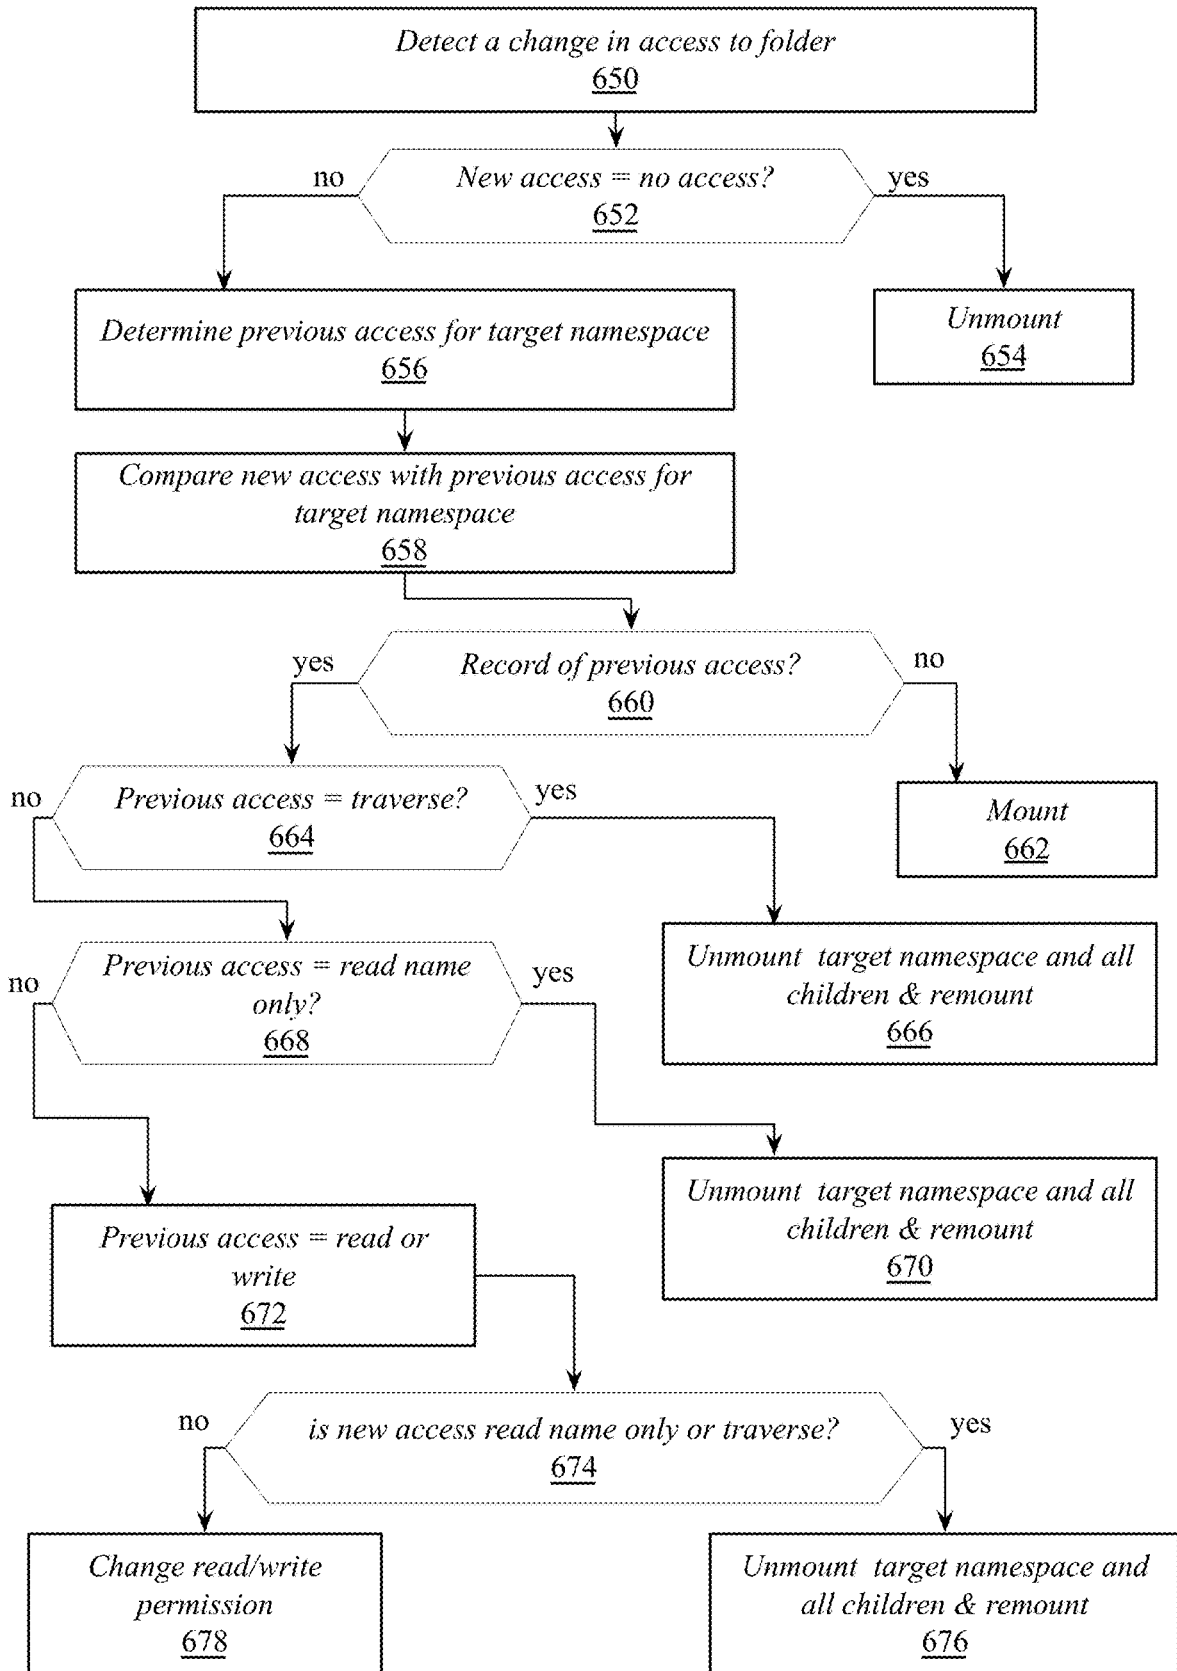 Detect a change in access to folder
650
New access = no access?
652
no
yes
Determine previous access for target namespace
656
Unmount
654
Compare new access with previous access for
target namespace
658
Record of previous access?
660
yes
no
Previous access = traverse?
664
no
yes
Mount
662
Previous access = read name
only?
668
no
yes
Unmount target namespace and all
children & remount
666
Unmount target namespace and all
children & remount
670
Previous access = read or
write
672
is new access read name only or traverse?
674
no
yes
Change read/write
permission
678
Unmount target namespace and
all children & remount
676